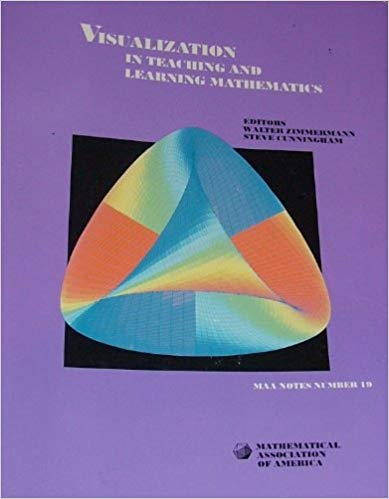 VISUALIZATION
IN TEACHING AND
LEARNING MATHEMATICS
EDITORS
WALTER ZIMMERMANN
STEVE CUNNINGHAM
MAA NOTES NUMBER 19
MATHEMATICAL
ASSOCIATION
OF AMERICA